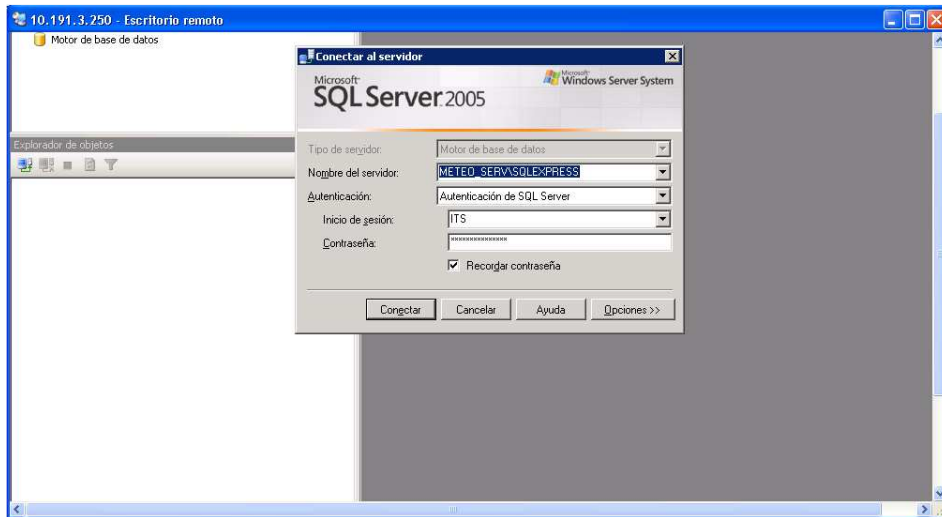 10.191.3.250 - Escritorio remoto
Motor de base de datos
Conectar al servidor
Microsoft
SQL Server 2005
Microsoft
Windows Server System
Explorador de objetos
Tipo de servidor:
Motor de base de datos
Nombre del servidor:
METEO_SERV\SQLEXPRESS
Autenticación:
Autenticación de SQL Server
Inicio de sesión:
ITS
Contraseña:
***************
Recordar contraseña
Conectar
Cancelar
Ayuda
Opciones >>